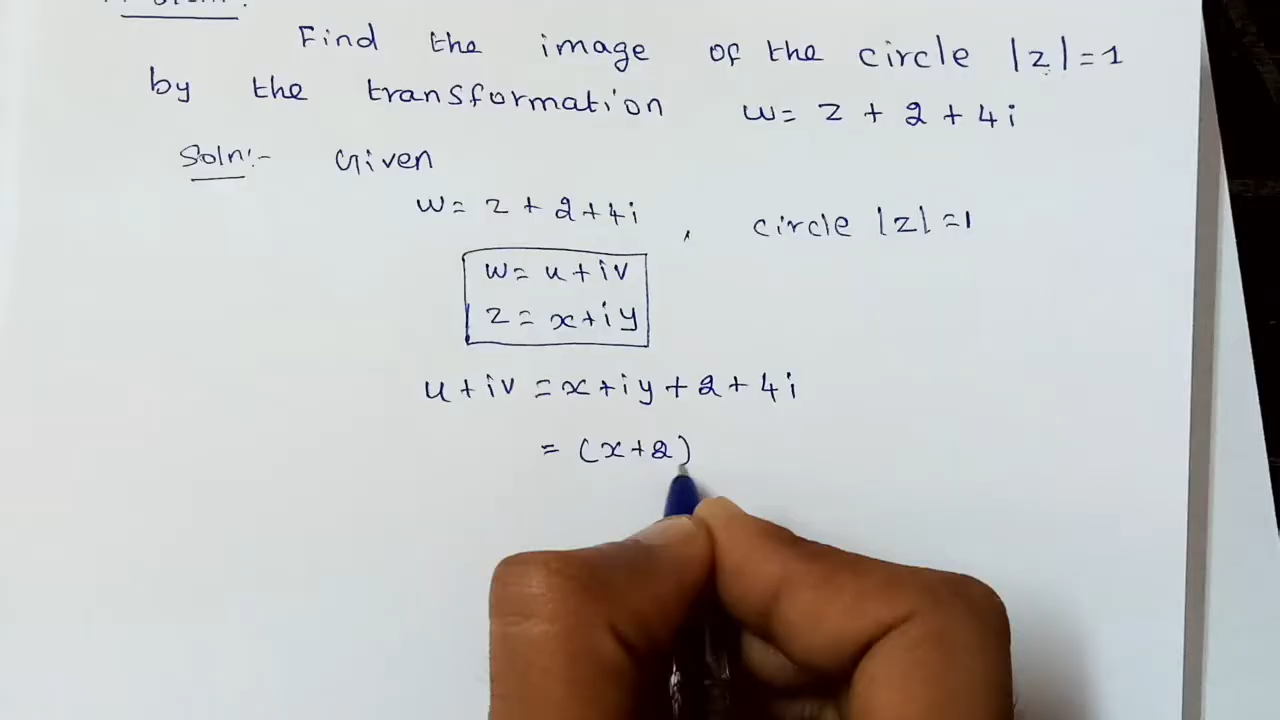 Find the image of the circle |z|=1
by the transformation w= z + 2 + 4i
Soln:- Given
w= z + 2+4i , circle |z|=1
w= u+iv
z= x+iy
u+iv = x+iy+2+4i
= (x+2)